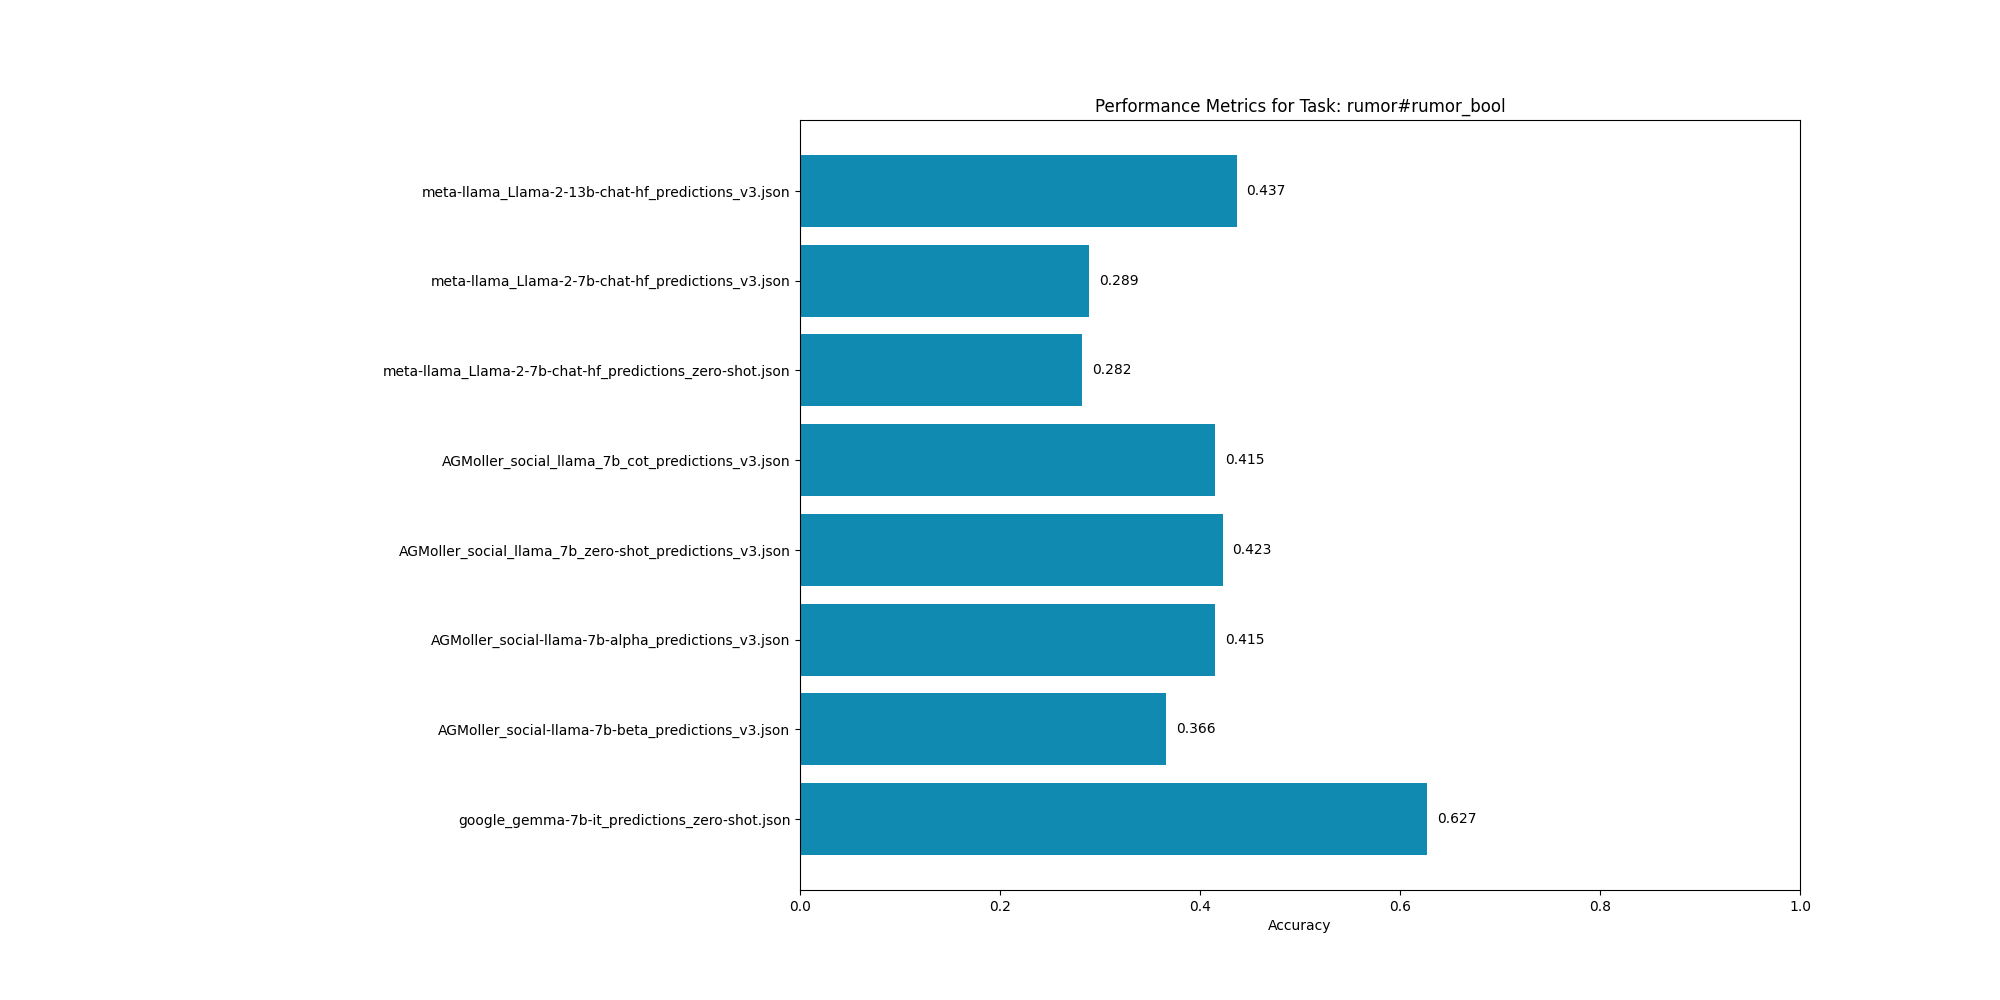 Performance Metrics for Task: rumor#rumor_bool
meta-llama_Llama-2-13b-chat-hf_predictions_v3.json
0.437
meta-llama_Llama-2-7b-chat-hf_predictions_v3.json
0.289
meta-llama_Llama-2-7b-chat-hf_predictions_zero-shot.json
0.282
AGMoller_social_llama_7b_cot_predictions_v3.json
0.415
AGMoller_social_llama_7b_zero-shot_predictions_v3.json
0.423
AGMoller_social-llama-7b-alpha_predictions_v3.json
0.415
AGMoller_social-llama-7b-beta_predictions_v3.json
0.366
google_gemma-7b-it_predictions_zero-shot.json
0.627
0.0 0.2 0.4 0.6 0.8 1.0
Accuracy